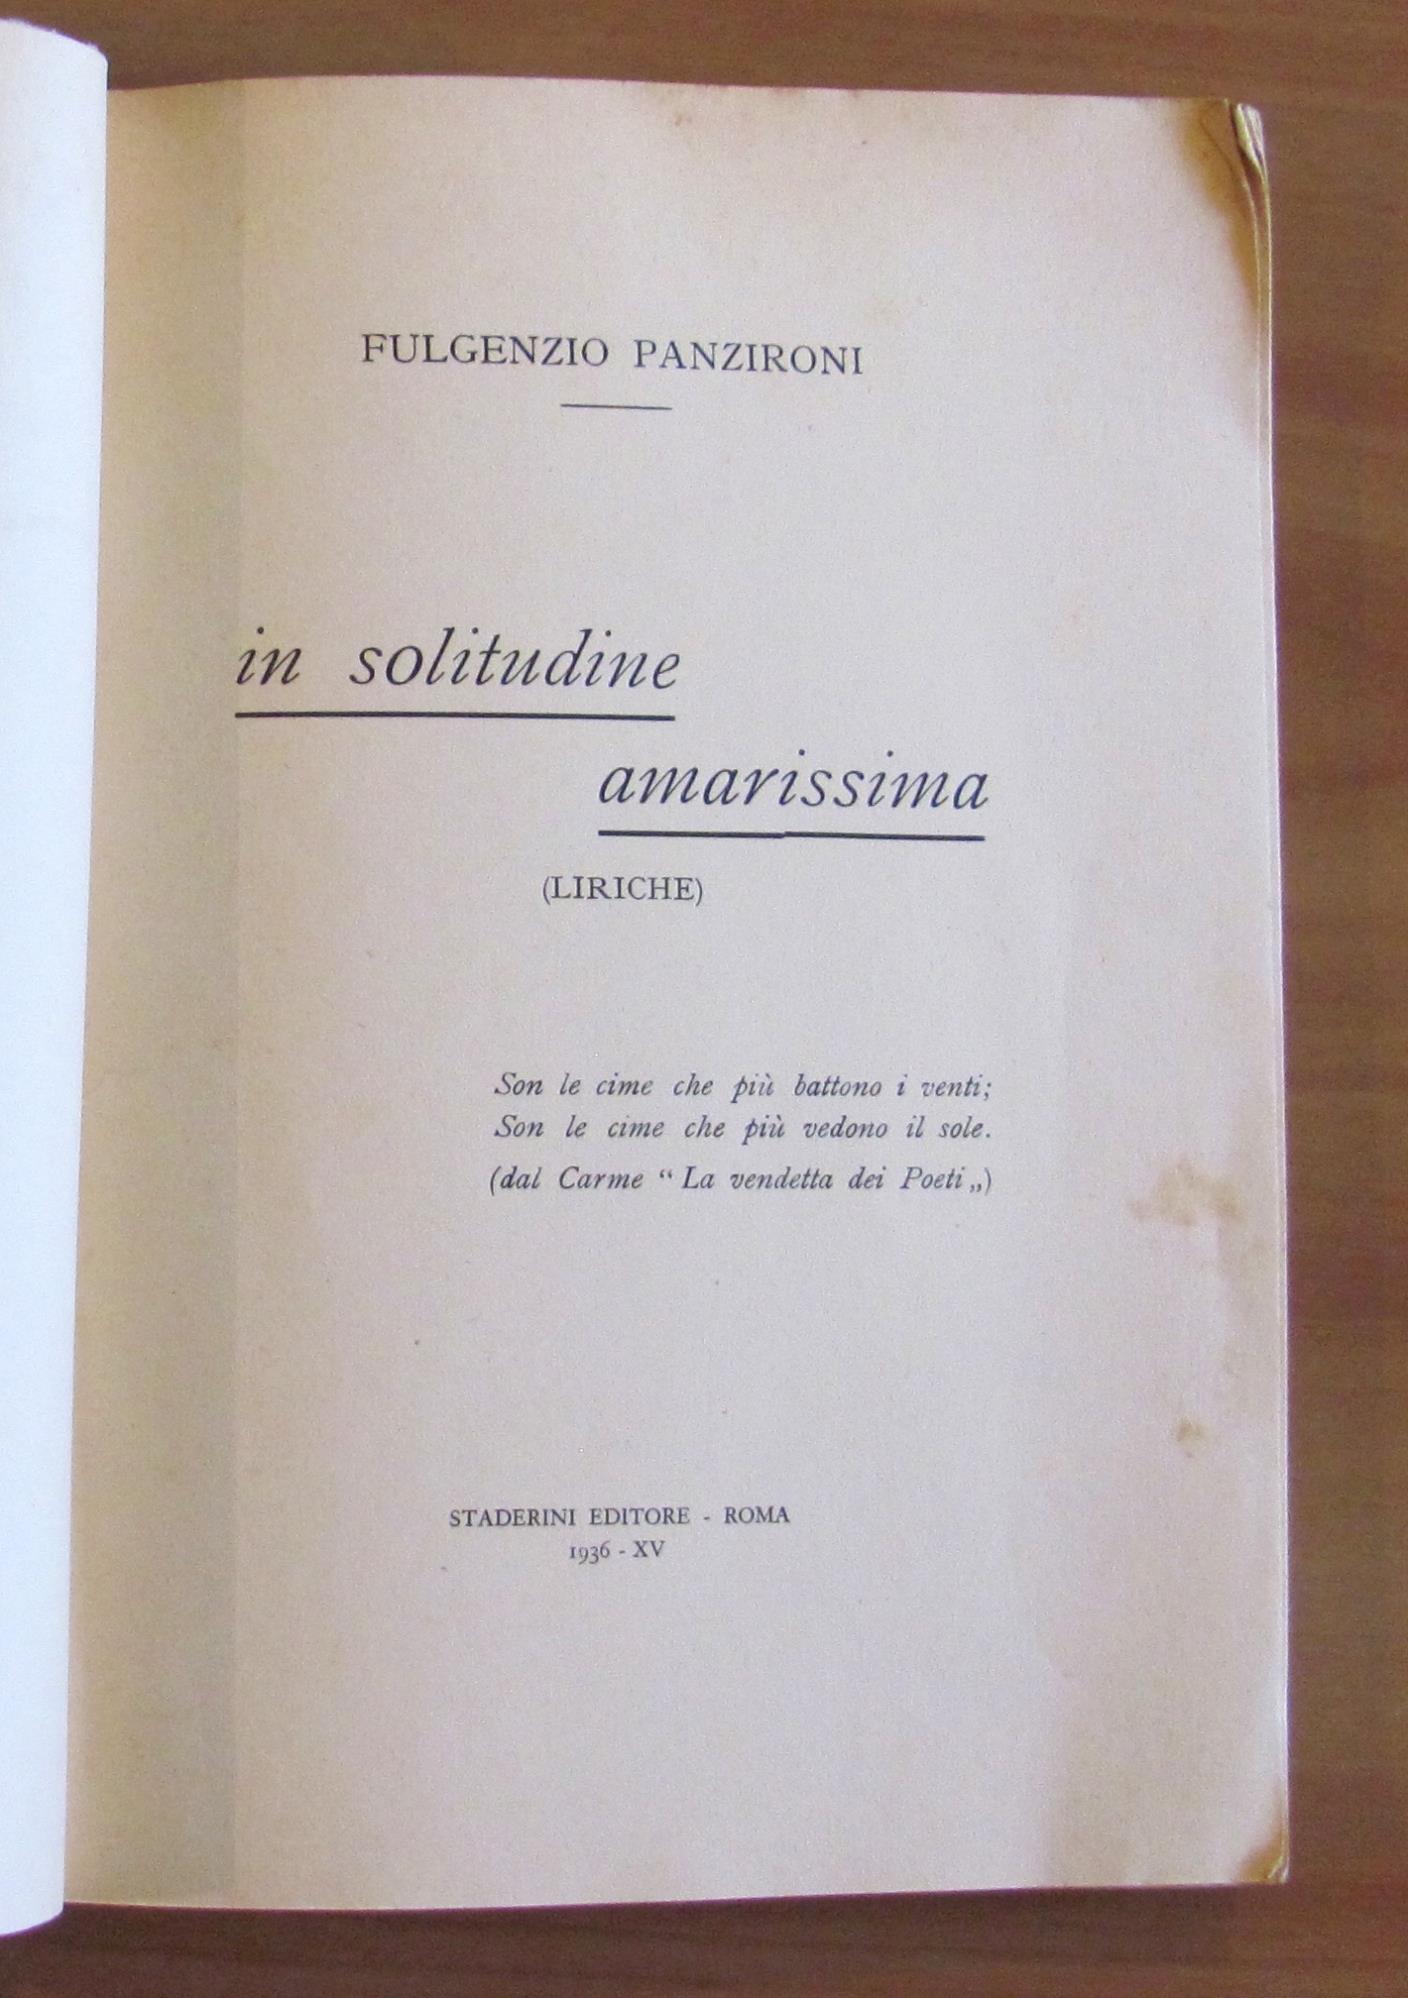 FULGENZIO PANZIRONI
in solitudine
amarissima
(LIRICHE)
Son le cime che più battono i venti;
Son le cime che più vedono il sole.
(dal Carme “ La vendetta dei Poeti „)
STADERINI EDITORE - ROMA
1936 - XV